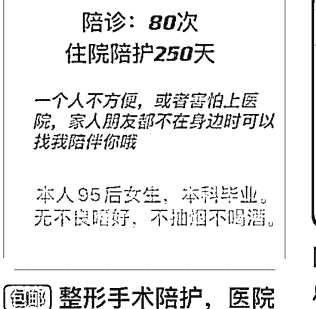 陪诊：80次
住院陪护250天
一个人不方便，或者害怕上医
院，家人朋友都不在身边时可以
找我陪伴你哦
本人95后女生，本科毕业。
无不良嗜好，不抽烟不喝酒。
包邮 整形手术陪护，医院